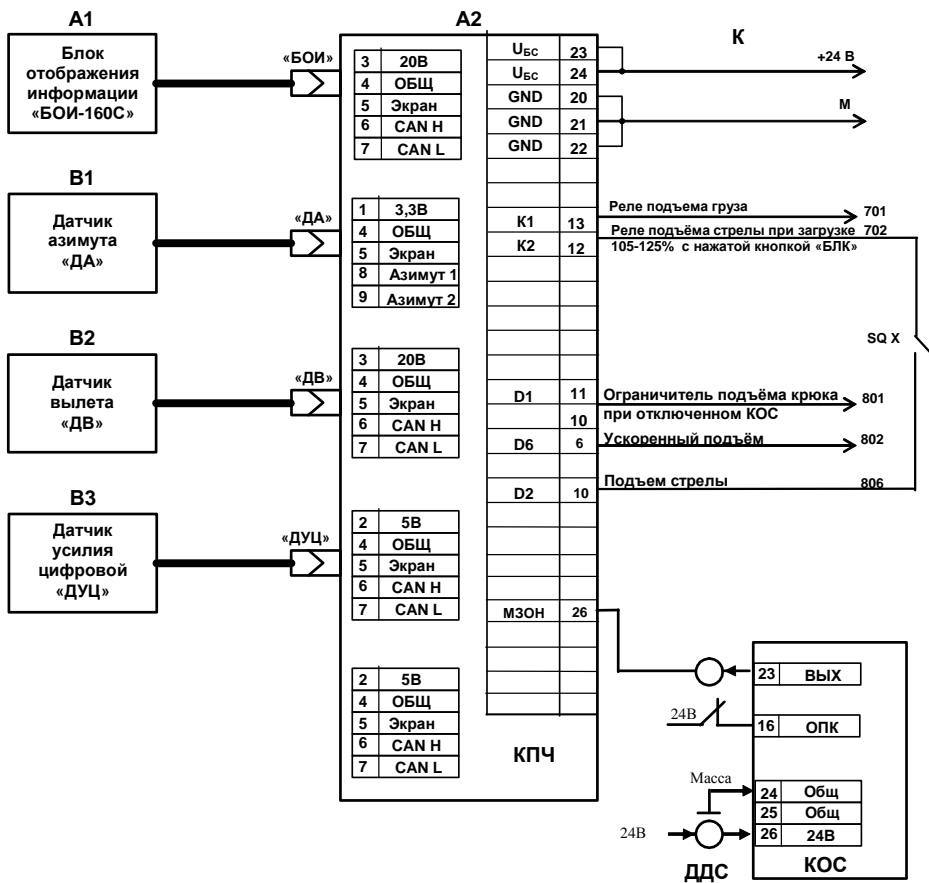 А1
Блок
отображения
информации
«БОИ-160С»
«БОИ»
В1
Датчик
азимута
«ДА»
«ДА»
В2
Датчик
вылета
«ДВ»
«ДВ»
В3
Датчик
усилия
цифровой
«ДУЦ»
«ДУЦ»
А2
3 20В
4 ОБЩ
5 Экран
6 CAN H
7 CAN L
1 3,3В
4 ОБЩ
5 Экран
8 Азимут 1
9 Азимут 2
3 20В
4 ОБЩ
5 Экран
6 CAN H
7 CAN L
2 5В
4 ОБЩ
5 Экран
6 CAN H
7 CAN L
2 5В
4 ОБЩ
5 Экран
6 CAN H
7 CAN L
UБС 23
UБС 24
GND 20
GND 21
GND 22
К1 13
К2 12
D1 11
10
D6 6
D2 10
МЗОН 26
КПЧ
К
+24 В
М
Реле подъема груза 701
Реле подъёма стрелы при загрузке 702
105-125% с нажатой кнопкой «БЛК»
SQ X
Ограничитель подъёма крюка 801
при отключенном КОС
Ускоренный подъём 802
Подъем стрелы 806
23 ВЫХ
24В
16 ОПК
Масса
24 Общ
25 Общ
24В
26 24В
ДДС
КОС